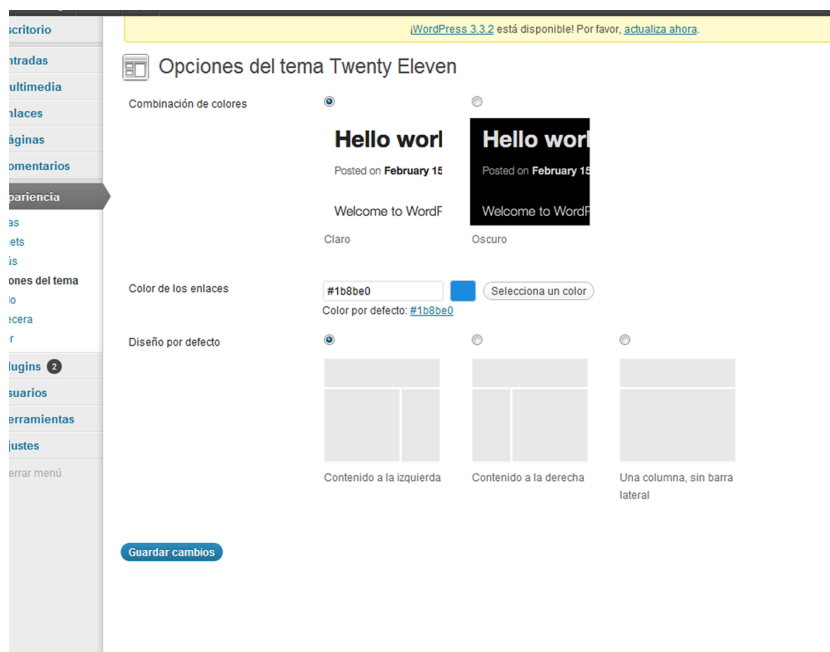 ¡WordPress 3.3.2 está disponible! Por favor, actualiza ahora.
scritorio
ntradas
ultimedia
nlaces
áginas
omentarios
pariencia
as
ets
ús
ones del tema
lo
ecera
r
lugins 2
suarios
erramientas
justes
errar menú
Opciones del tema Twenty Eleven
Combinación de colores
Hello worl
Posted on February 15
Welcome to WordP
Claro
Hello worl
Posted on February 15
Welcome to WordP
Oscuro
Color de los enlaces
#1b8be0
Selecciona un color
Color por defecto: #1b8be0
Diseño por defecto
Contenido a la izquierda
Contenido a la derecha
Una columna, sin barra
lateral
Guardar cambios